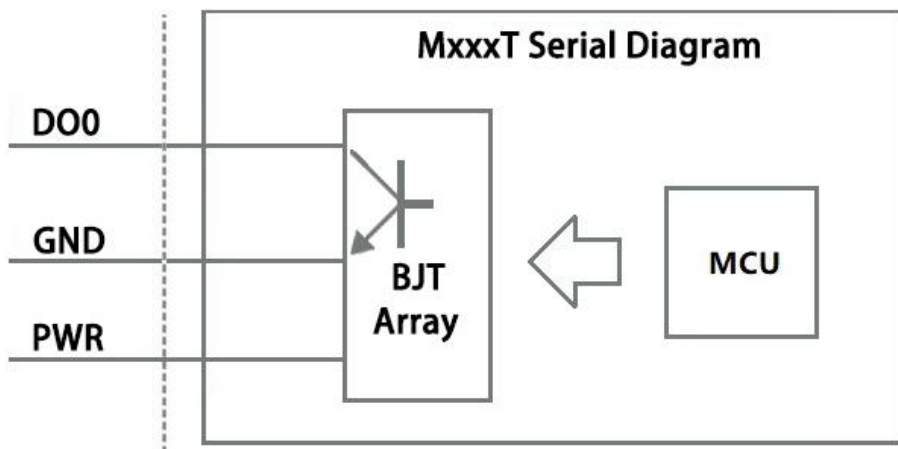 MxxxT Serial Diagram
DO0
GND
PWR
BJT
Array
MCU